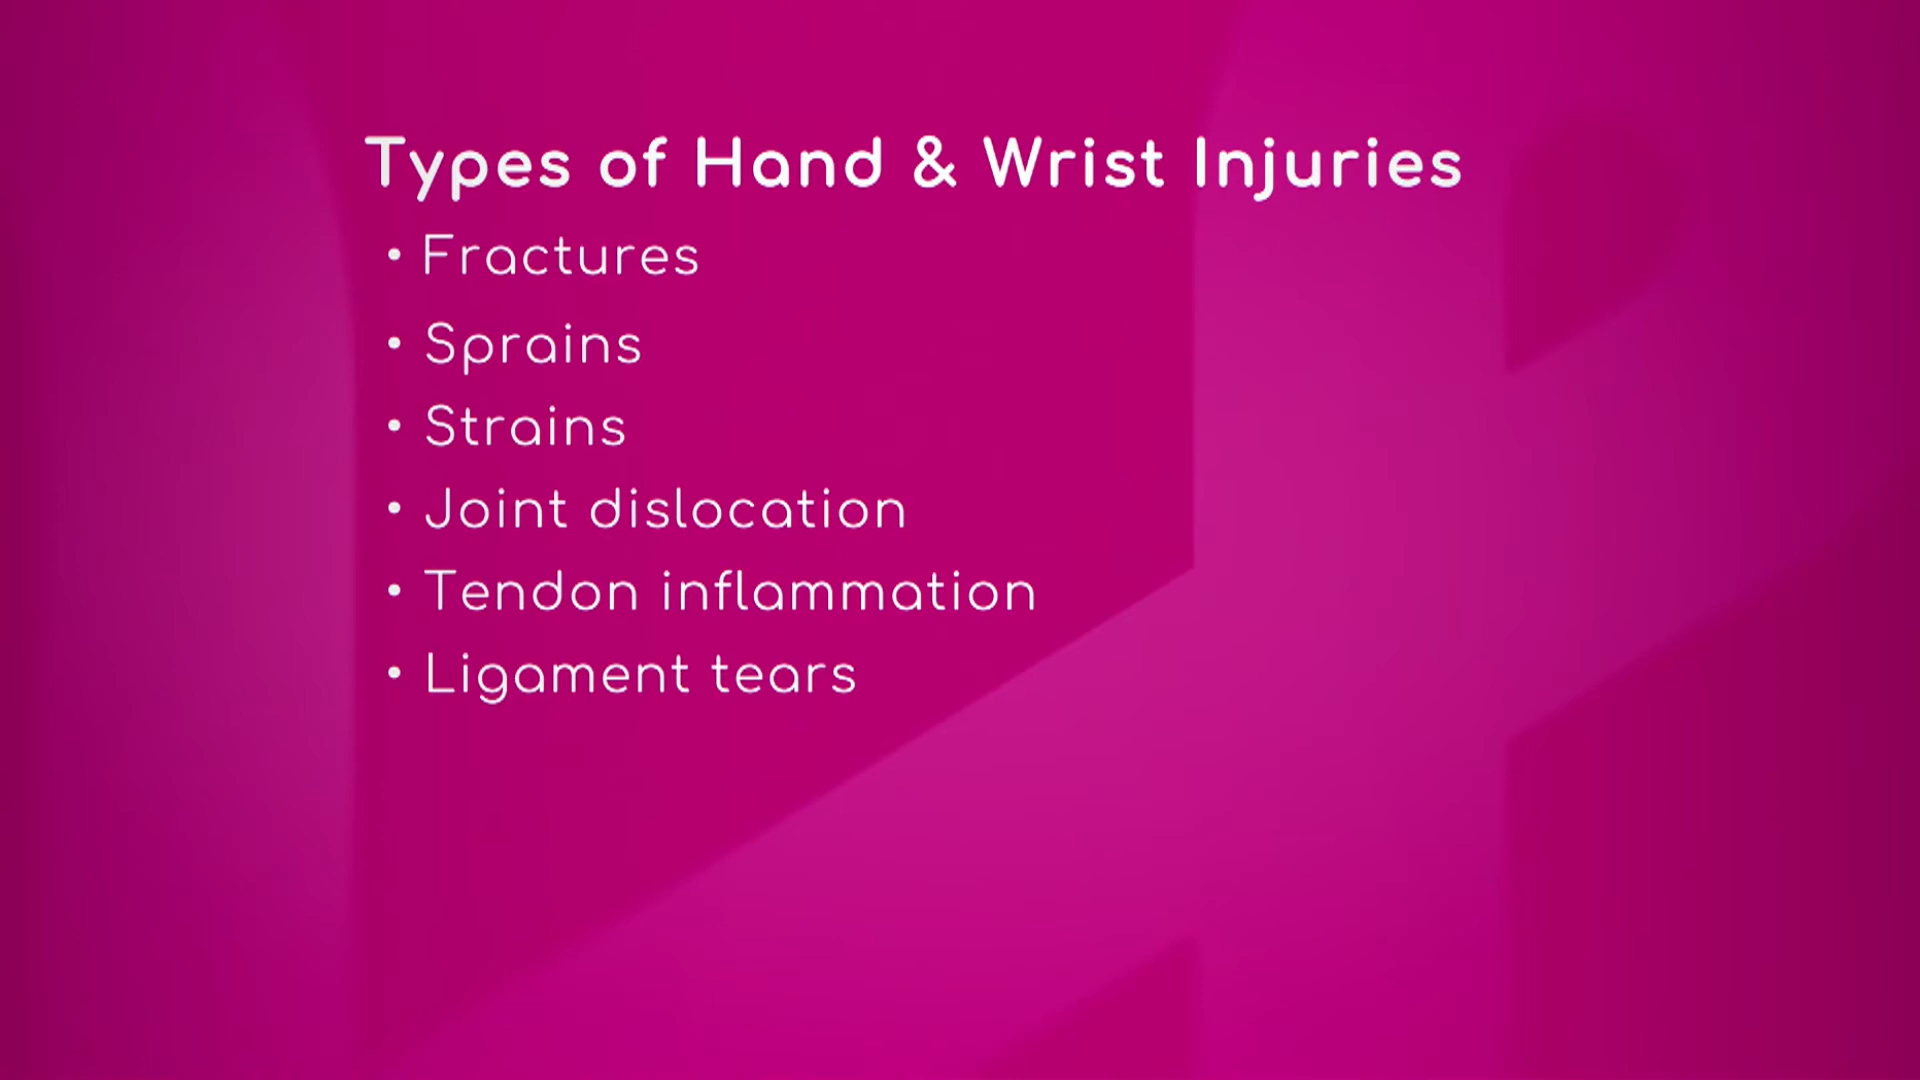 Types of Hand & Wrist Injuries
• Fractures
• Sprains
• Strains
• Joint dislocation
• Tendon inflammation
• Ligament tears